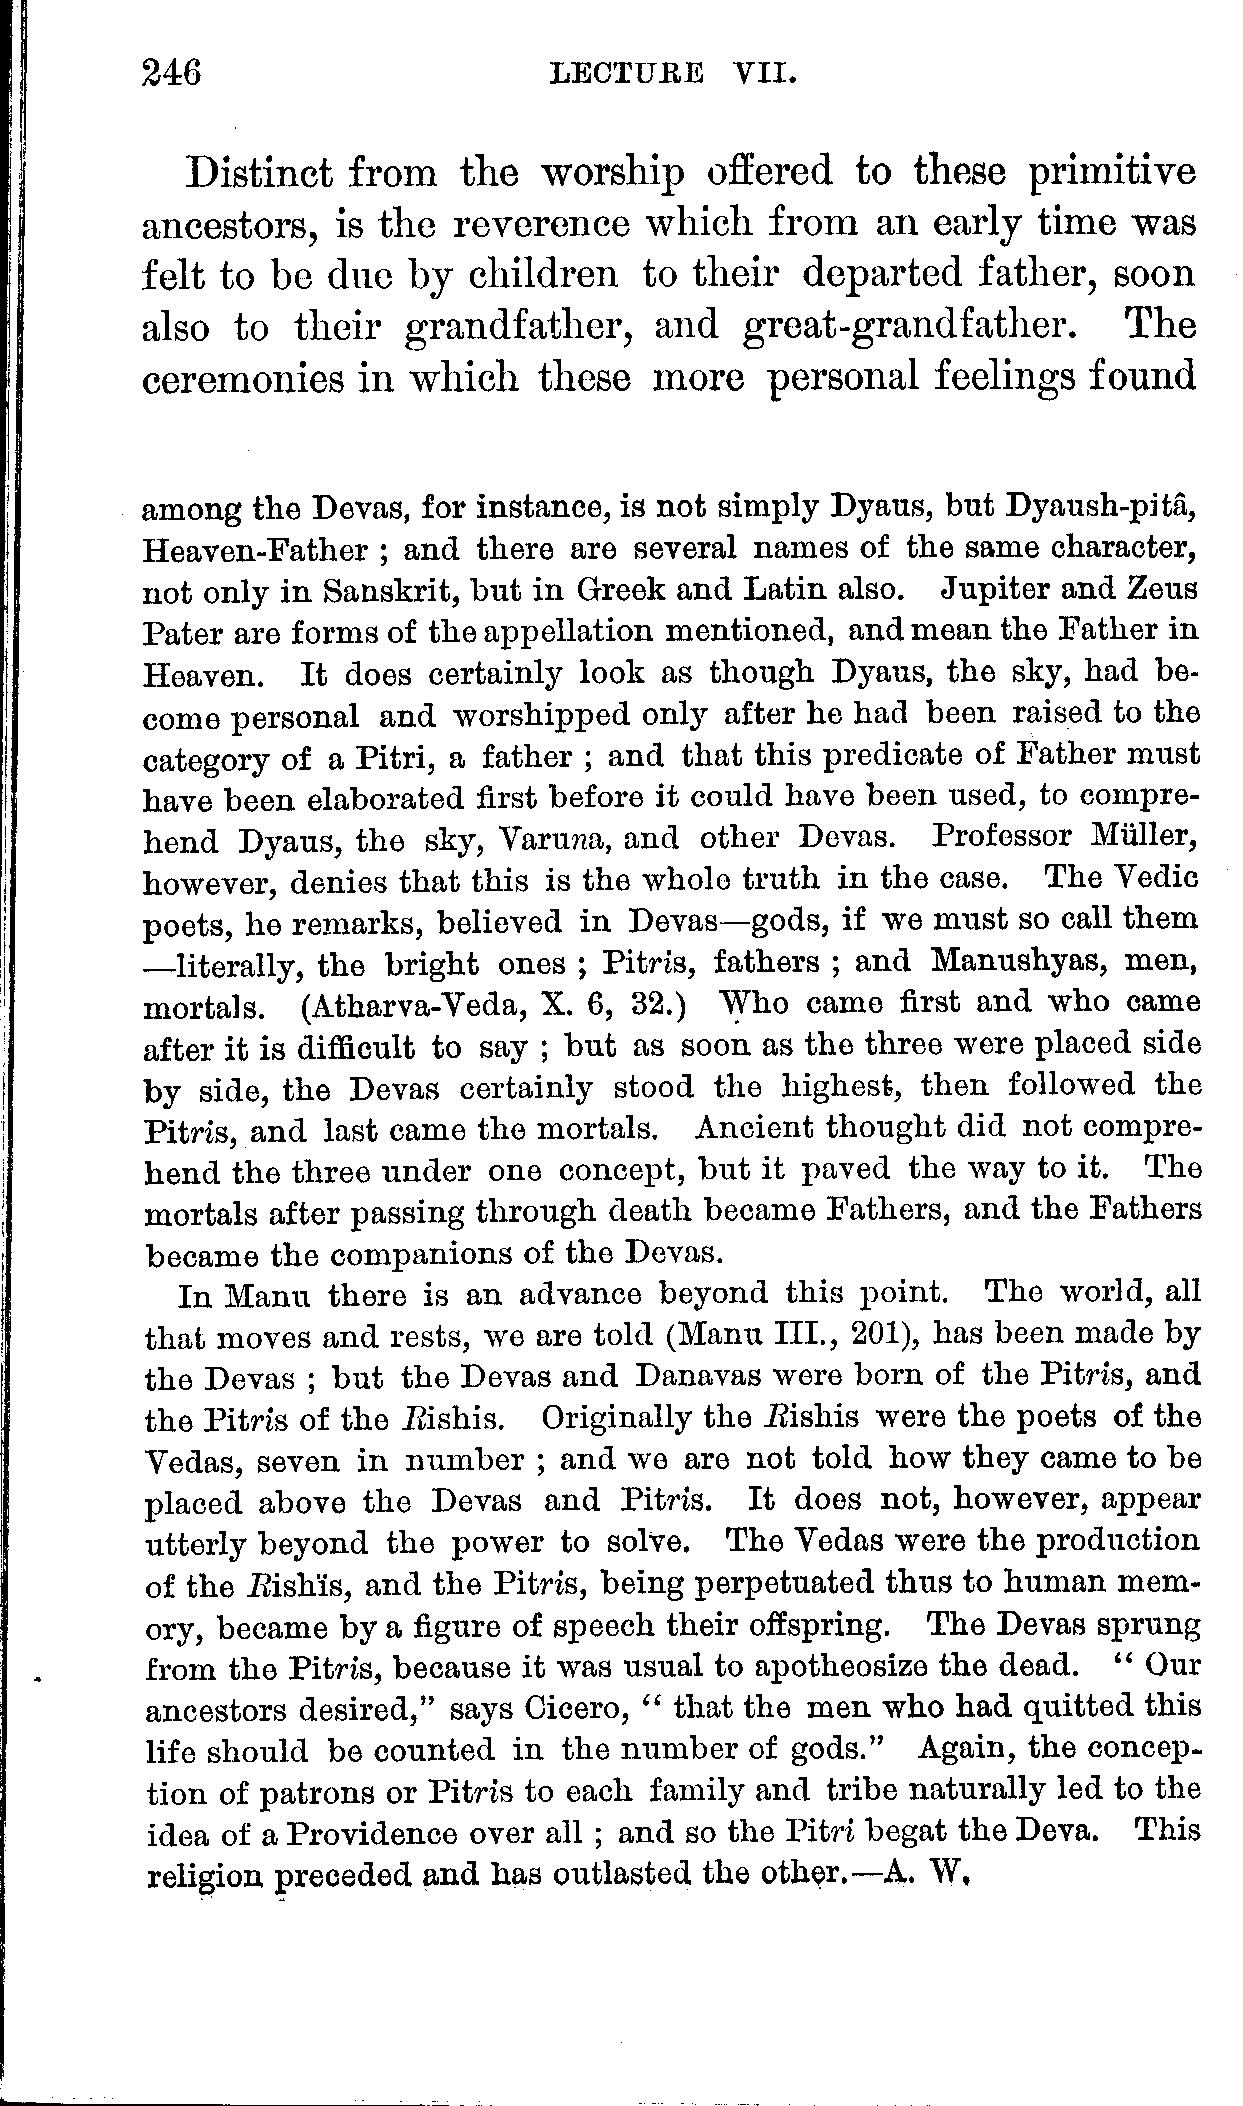 246 LECTURE VII.
Distinct from the worship offered to these primitive
ancestors, is the reverence which from an early time was
felt to be due by children to their departed father, soon
also to their grandfather, and great-grandfather. The
ceremonies in which these more personal feelings found
among the Devas, for instance, is not simply Dyaus, but Dyaush-pitâ,
Heaven-Father ; and there are several names of the same character,
not only in Sanskrit, but in Greek and Latin also. Jupiter and Zeus
Pater are forms of the appellation mentioned, and mean the Father in
Heaven. It does certainly look as though Dyaus, the sky, had be-
come personal and worshipped only after he had been raised to the
category of a Pitri, a father ; and that this predicate of Father must
have been elaborated first before it could have been used, to compre-
hend Dyaus, the sky, Varuna, and other Devas. Professor Müller,
however, denies that this is the whole truth in the case. The Vedic
poets, he remarks, believed in Devas—gods, if we must so call them
—literally, the bright ones ; Pitris, fathers ; and Manushyas, men,
mortals. (Atharva-Veda, X. 6, 32.) Who came first and who came
after it is difficult to say ; but as soon as the three were placed side
by side, the Devas certainly stood the highest, then followed the
Pitris, and last came the mortals. Ancient thought did not compre-
hend the three under one concept, but it paved the way to it. The
mortals after passing through death became Fathers, and the Fathers
became the companions of the Devas.
In Manu there is an advance beyond this point. The world, all
that moves and rests, we are told (Manu III., 201), has been made by
the Devas ; but the Devas and Danavas were born of the Pitris, and
the Pitris of the Rishis. Originally the Rishis were the poets of the
Vedas, seven in number ; and we are not told how they came to be
placed above the Devas and Pitris. It does not, however, appear
utterly beyond the power to solve. The Vedas were the production
of the Rishïs, and the Pitris, being perpetuated thus to human mem-
ory, became by a figure of speech their offspring. The Devas sprung
from the Pitris, because it was usual to apotheosize the dead. “ Our
ancestors desired,” says Cicero, “ that the men who had quitted this
life should be counted in the number of gods.” Again, the concep-
tion of patrons or Pitris to each family and tribe naturally led to the
idea of a Providence over all ; and so the Pitri begat the Deva. This
religion preceded and has outlasted the other.—A. W.